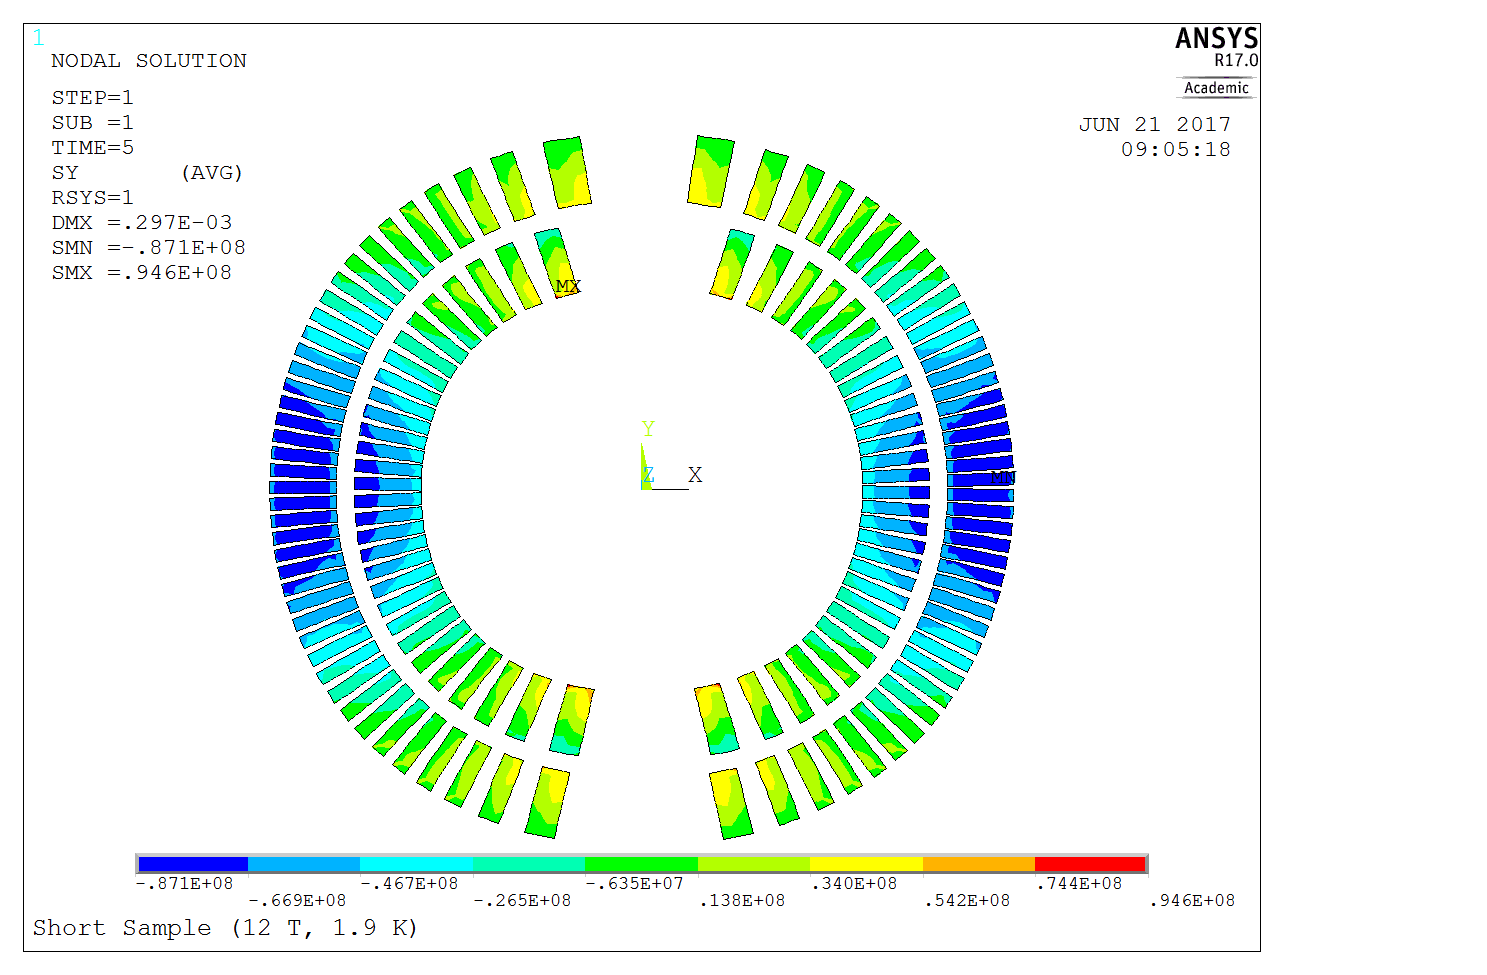 1
NODAL SOLUTION
STEP=1
SUB =1
TIME=5
SY (AVG)
RSYS=1
DMX =.297E-03
SMN =-.871E+08
SMX =.946E+08
ANSYS
R17.0
Academic
JUN 21 2017
09:05:18
MX
Y
Z X
MN
-.871E+08
-.669E+08
-.467E+08
-.265E+08
-.635E+07
.138E+08
.340E+08
.542E+08
.744E+08
.946E+08
Short Sample (12 T, 1.9 K)